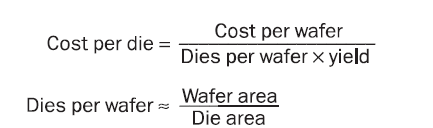 Cost per die = Cost per wafer / Dies per wafer × yield
Dies per wafer ≈ Wafer area / Die area